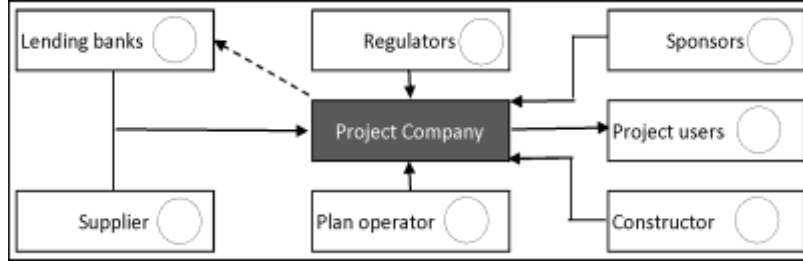 Lending banks
Regulators
Sponsors
Project Company
Project users
Supplier
Plan operator
Constructor